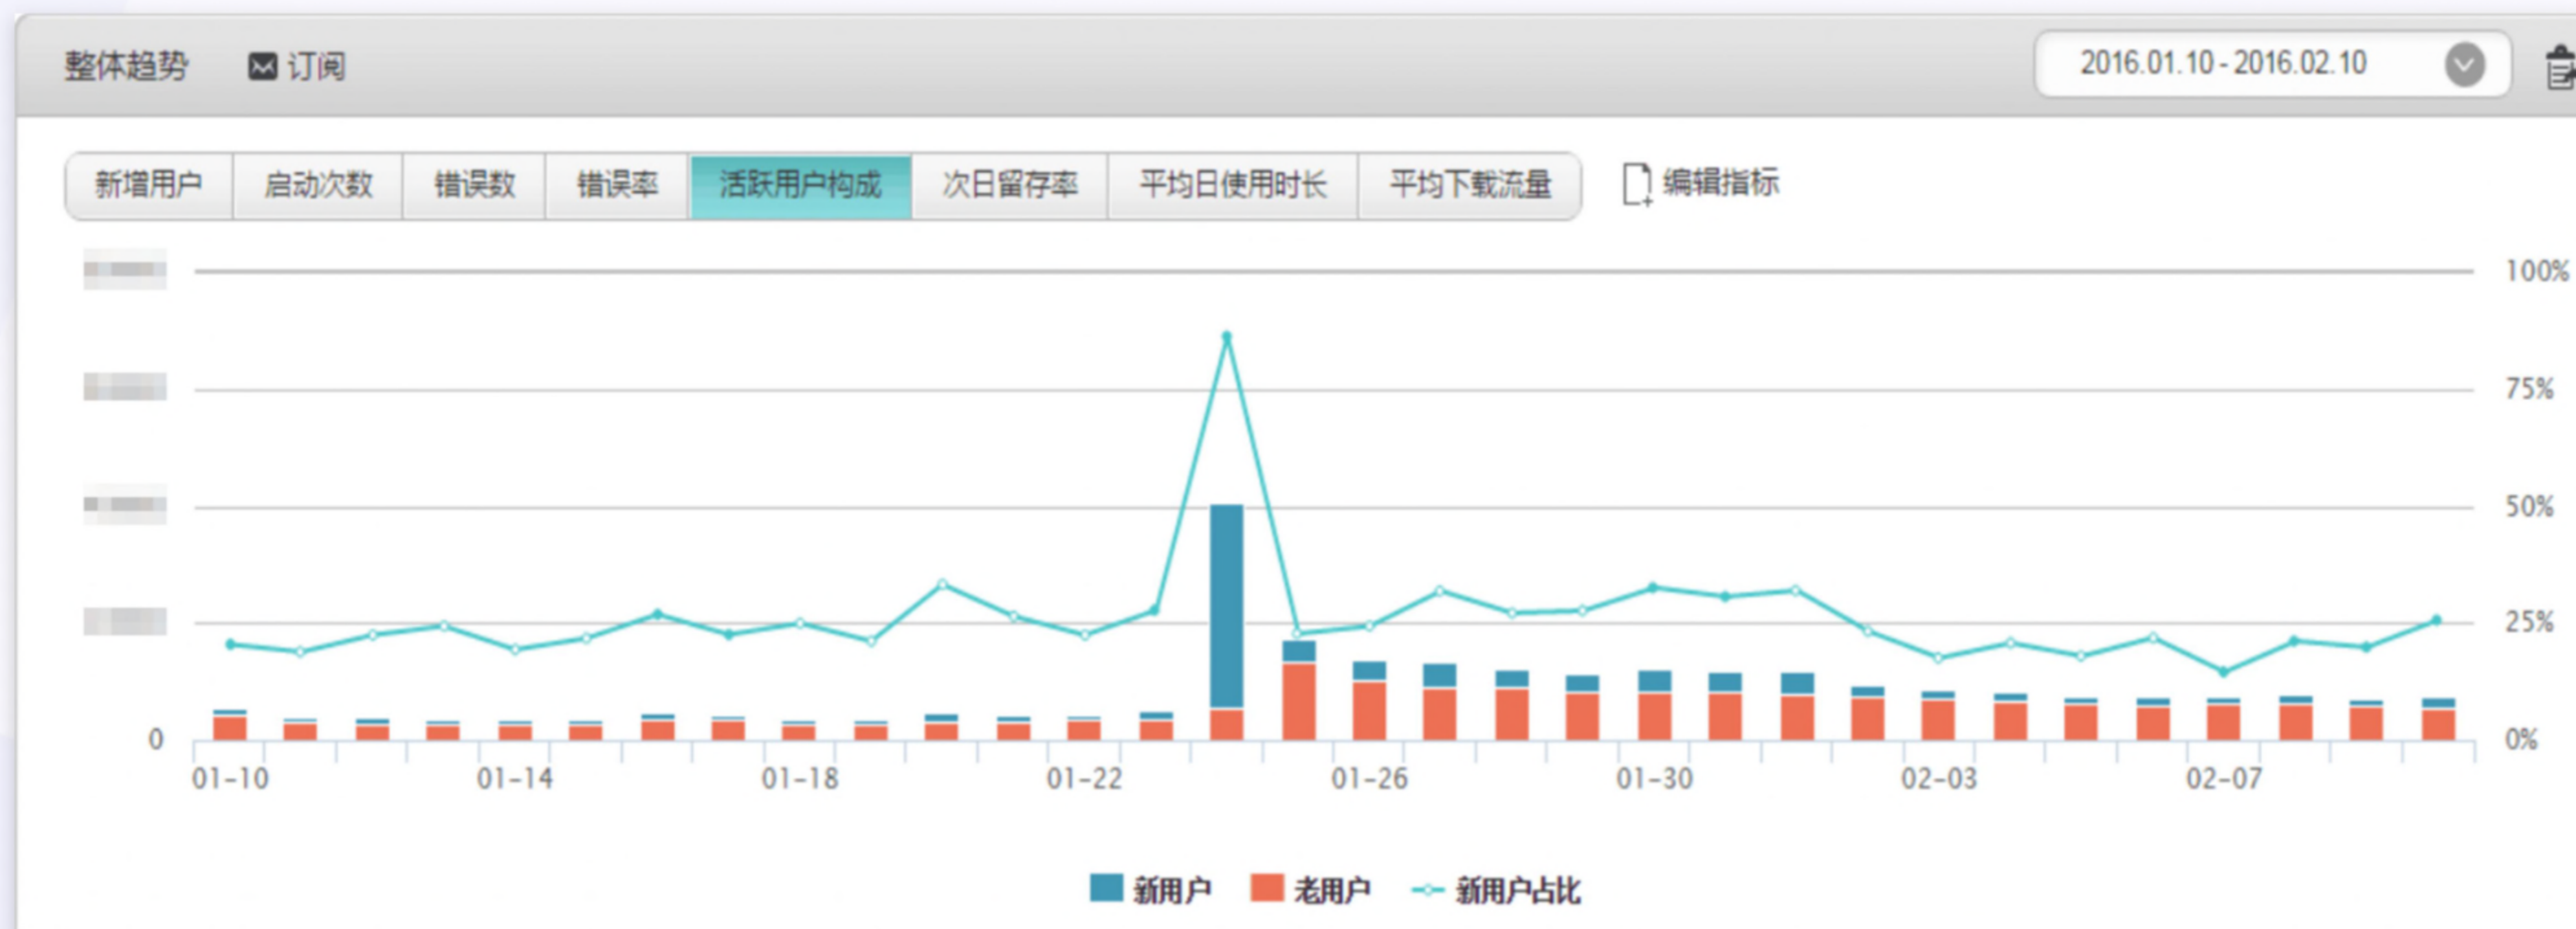 整体趋势 订阅 2016.01.10-2016.02.10
新增用户 启动次数 错误数 错误率 活跃用户构成 次日留存率 平均日使用时长 平均下载流量 编辑指标
100%
75%
50%
25%
0 0%
01-10 01-14 01-18 01-22 01-26 01-30 02-03 02-07
新用户 老用户 新用户占比